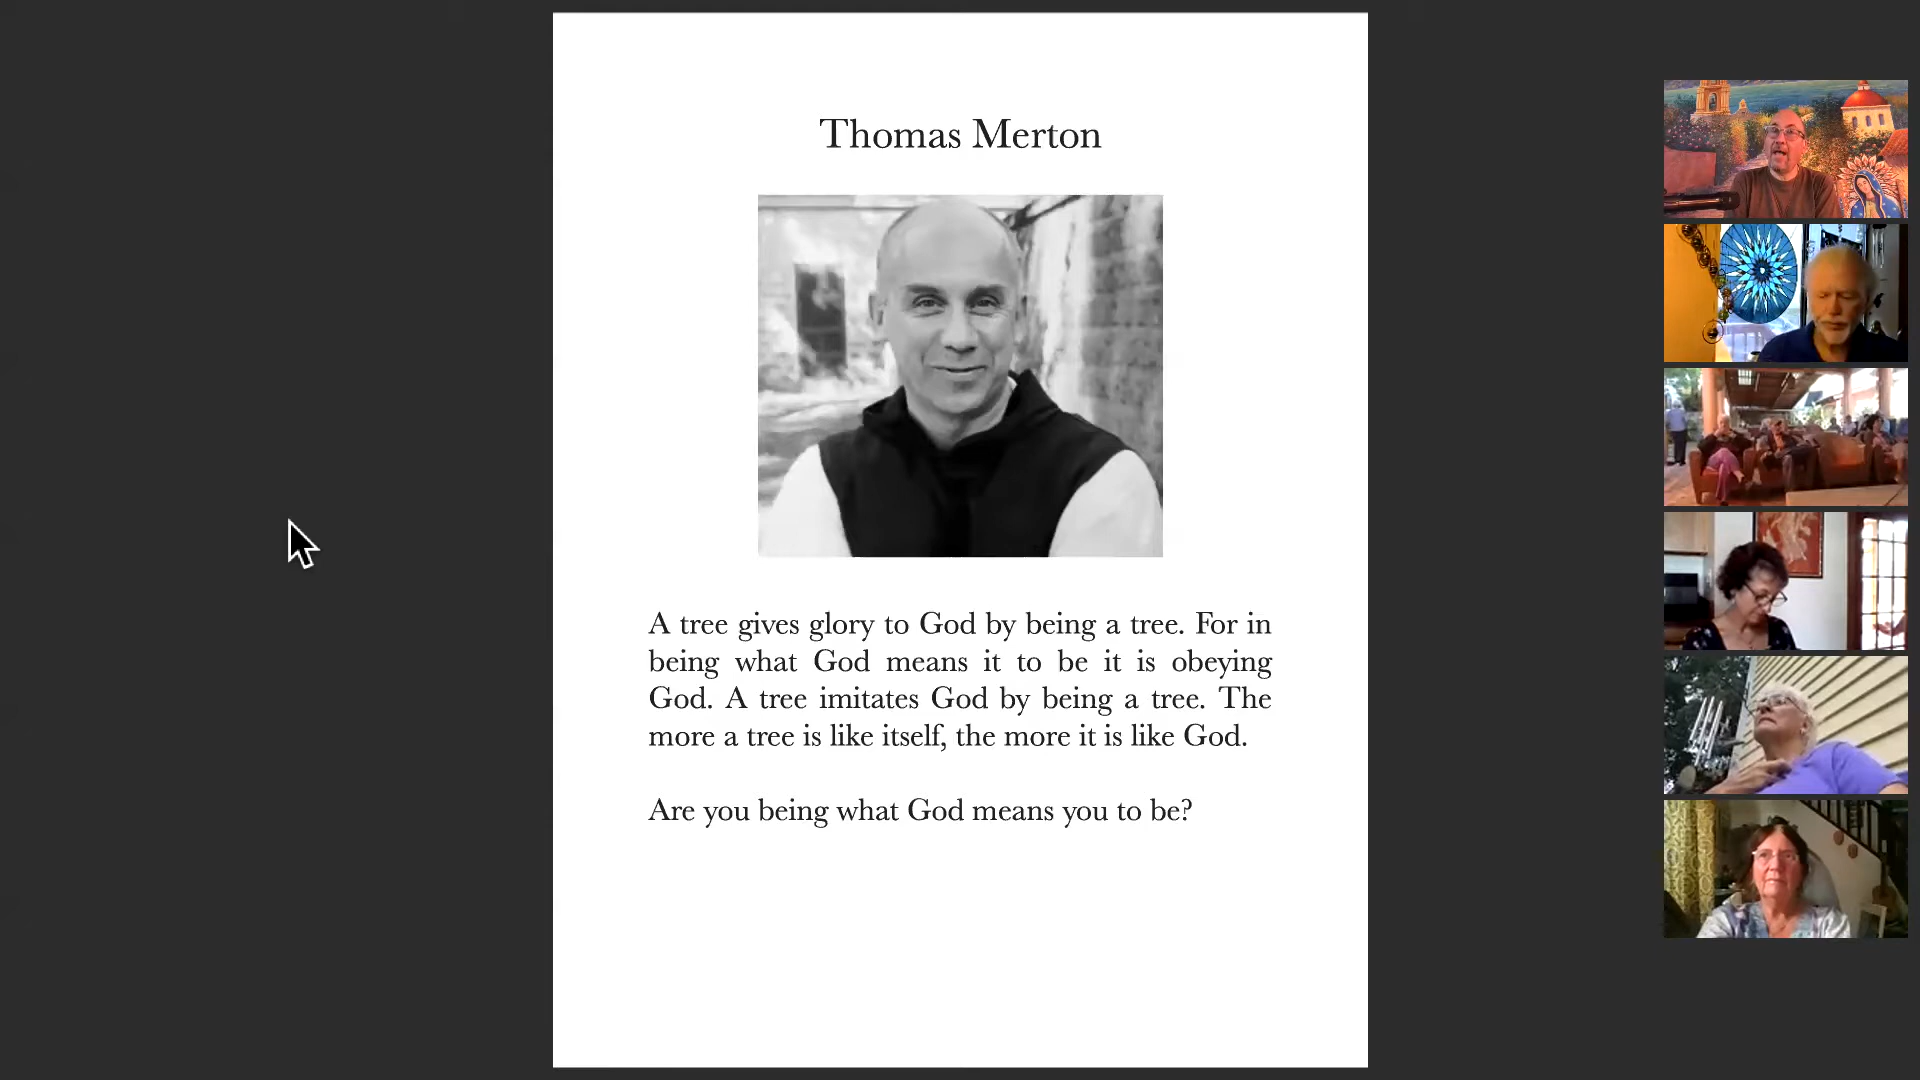 Thomas Merton
A tree gives glory to God by being a tree. For in
being what God means it to be it is obeying
God. A tree imitates God by being a tree. The
more a tree is like itself, the more it is like God.
Are you being what God means you to be?